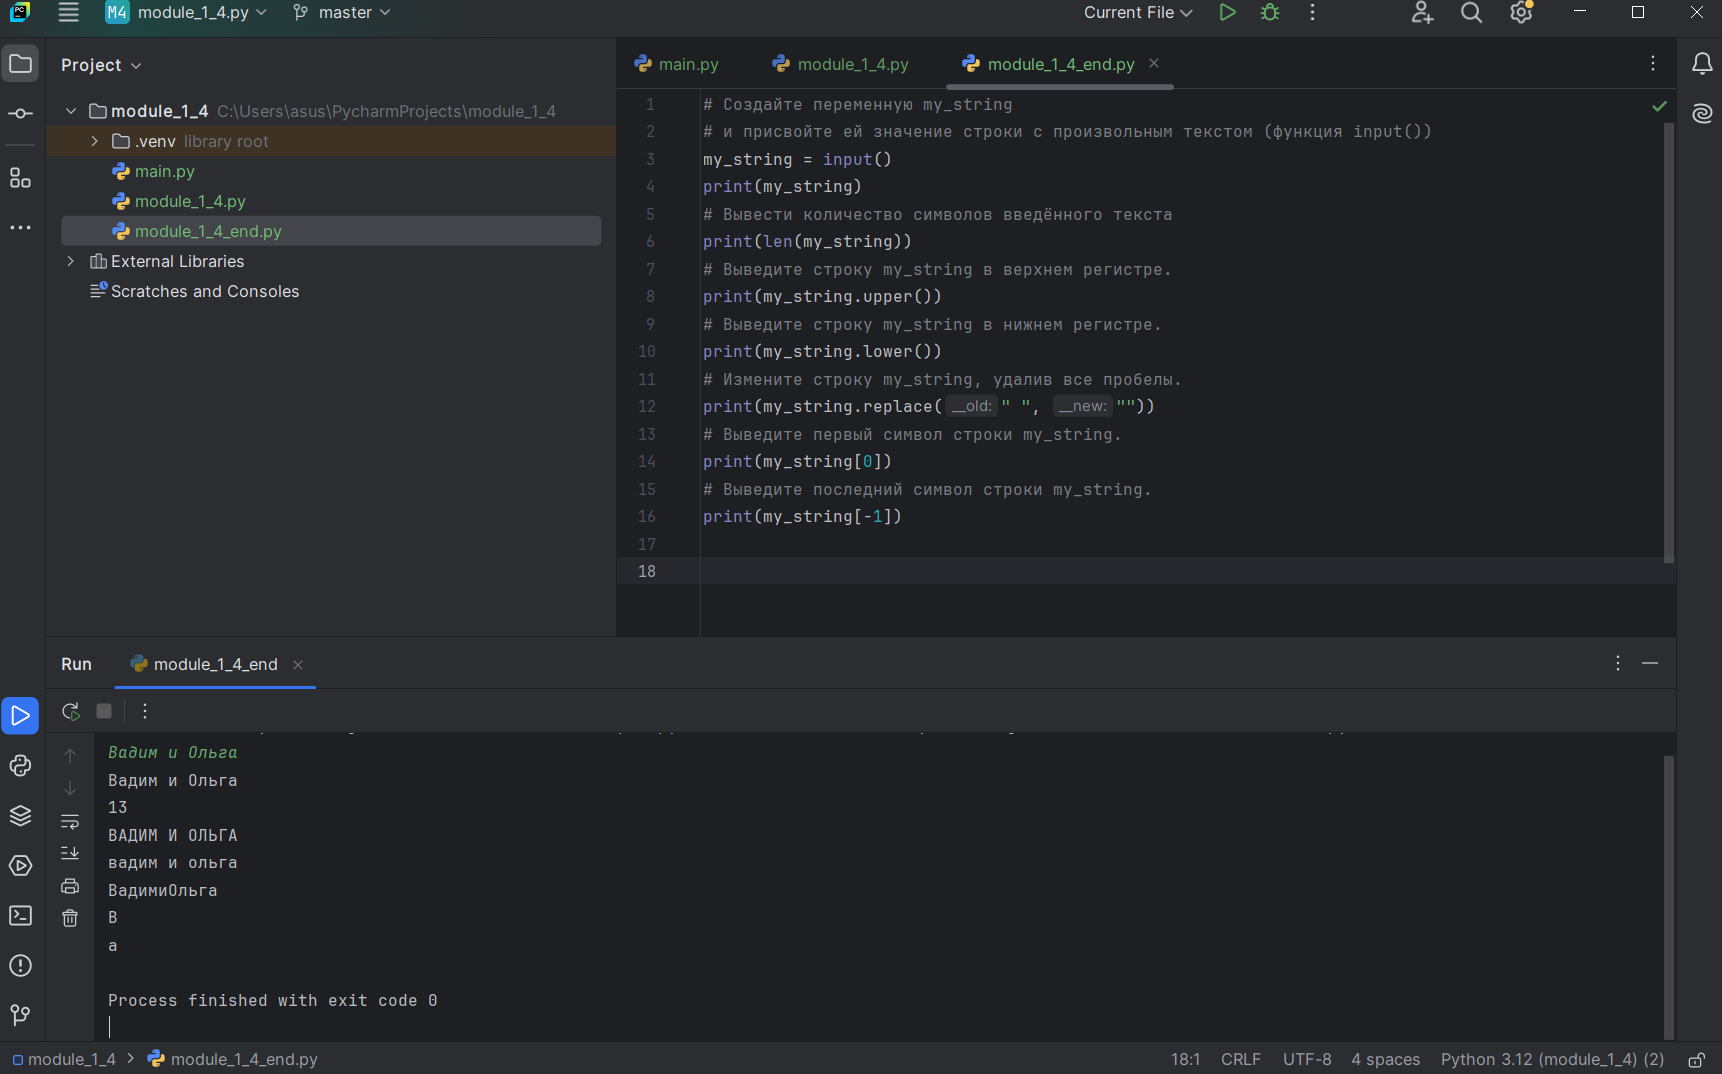 PC M4 module_1_4.py master Current File
Project
main.py module_1_4.py module_1_4_end.py
module_1_4 C:\Users\asus\PycharmProjects\module_1_4
.venv library root
main.py
module_1_4.py
module_1_4_end.py
External Libraries
Scratches and Consoles
1 # Создайте переменную my_string
2 # и присвойте ей значение строки с произвольным текстом (функция input())
3 my_string = input()
4 print(my_string)
5 # Вывести количество символов введённого текста
6 print(len(my_string))
7 # Выведите строку my_string в верхнем регистре.
8 print(my_string.upper())
9 # Выведите строку my_string в нижнем регистре.
10 print(my_string.lower())
11 # Измените строку my_string, удалив все пробелы.
12 print(my_string.replace( __old: " ", __new: ""))
13 # Выведите первый символ строки my_string.
14 print(my_string[0])
15 # Выведите последний символ строки my_string.
16 print(my_string[-1])
17
18
Run module_1_4_end
Вадим и Ольга
Вадим и Ольга
13
ВАДИМ И ОЛЬГА
вадим и ольга
ВадимиОльга
В
а
Process finished with exit code 0
module_1_4 module_1_4_end.py 18:1 CRLF UTF-8 4 spaces Python 3.12 (module_1_4) (2)